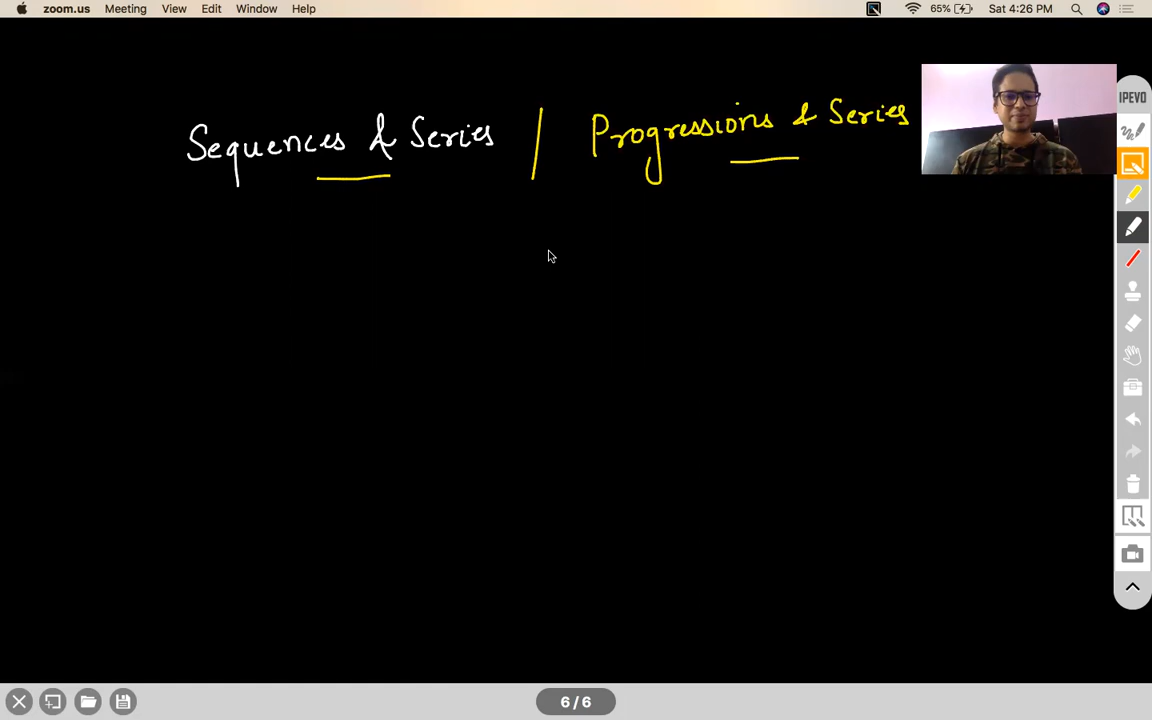 zoom.us Meeting View Edit Window Help 65% Sat 4:26 PM
Sequences & Series / Progressions & Series
IPEVO
6 / 6